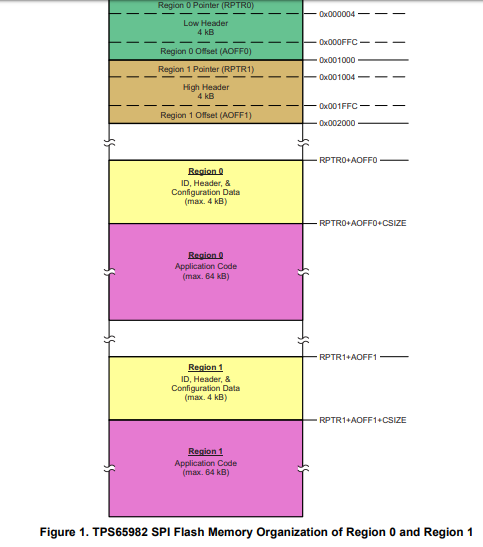 Region 0 Pointer (RPTR0)
0x000004
Low Header
4 kB
0x000FFC
Region 0 Offset (AOFF0)
0x001000
Region 1 Pointer (RPTR1)
0x001004
High Header
4 kB
0x001FFC
Region 1 Offset (AOFF1)
0x002000
RPTR0+AOFF0
Region 0
ID, Header, &
Configuration Data
(max. 4 kB)
RPTR0+AOFF0+CSIZE
Region 0
Application Code
(max. 64 kB)
RPTR1+AOFF1
Region 1
ID, Header, &
Configuration Data
(max. 4 kB)
RPTR1+AOFF1+CSIZE
Region 1
Application Code
(max. 64 kB)
Figure 1. TPS65982 SPI Flash Memory Organization of Region 0 and Region 1